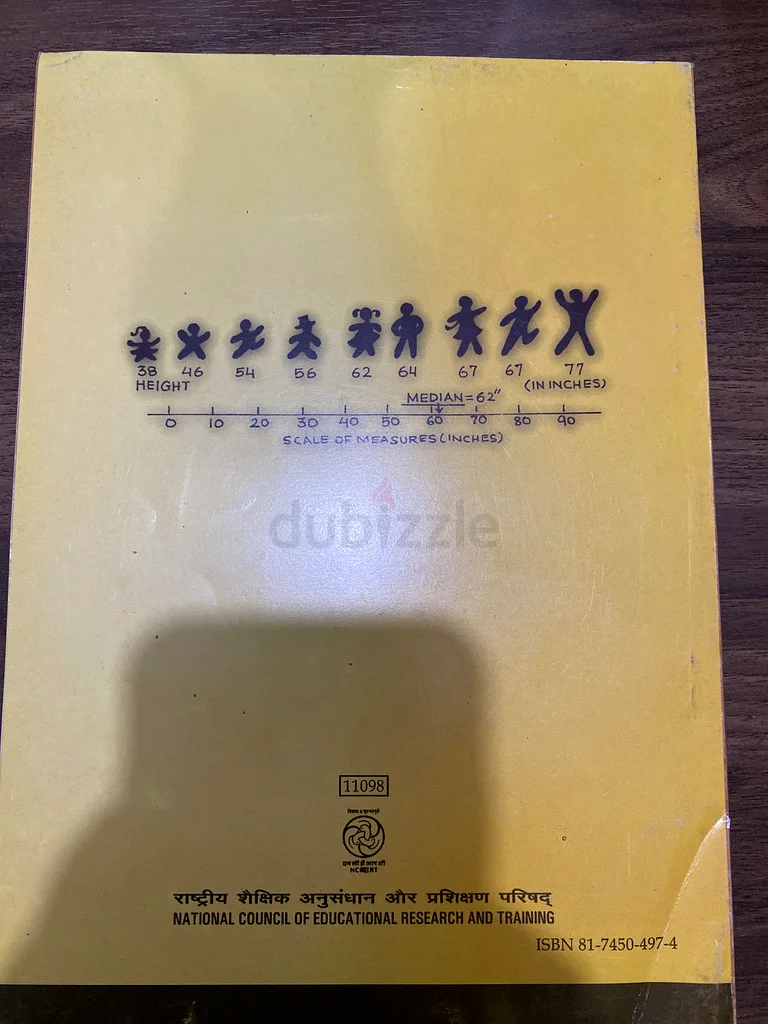 38 46 54 56 62 64 67 67 77
HEIGHT (IN INCHES)
MEDIAN = 62"
0 10 20 30 40 50 60 70 80 90
SCALE OF MEASURES (INCHES)
dubizzle
11098
एन सी ई आर टी
NCERT
राष्ट्रीय शैक्षिक अनुसंधान और प्रशिक्षण परिषद्
NATIONAL COUNCIL OF EDUCATIONAL RESEARCH AND TRAINING
ISBN 81-7450-497-4